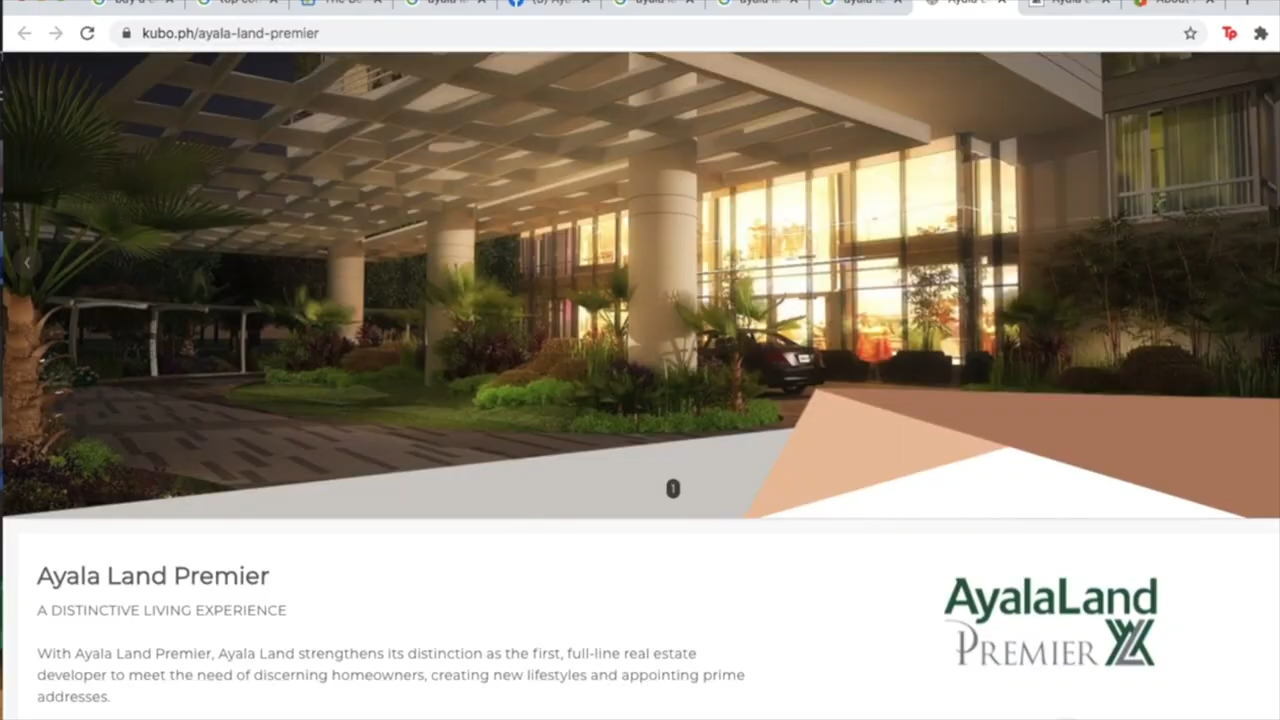 kubo.ph/ayala-land-premier
Tp
1
Ayala Land Premier
A DISTINCTIVE LIVING EXPERIENCE
With Ayala Land Premier, Ayala Land strengthens its distinction as the first, full-line real estate
developer to meet the need of discerning homeowners, creating new lifestyles and appointing prime
addresses.
AyalaLand
PREMIER